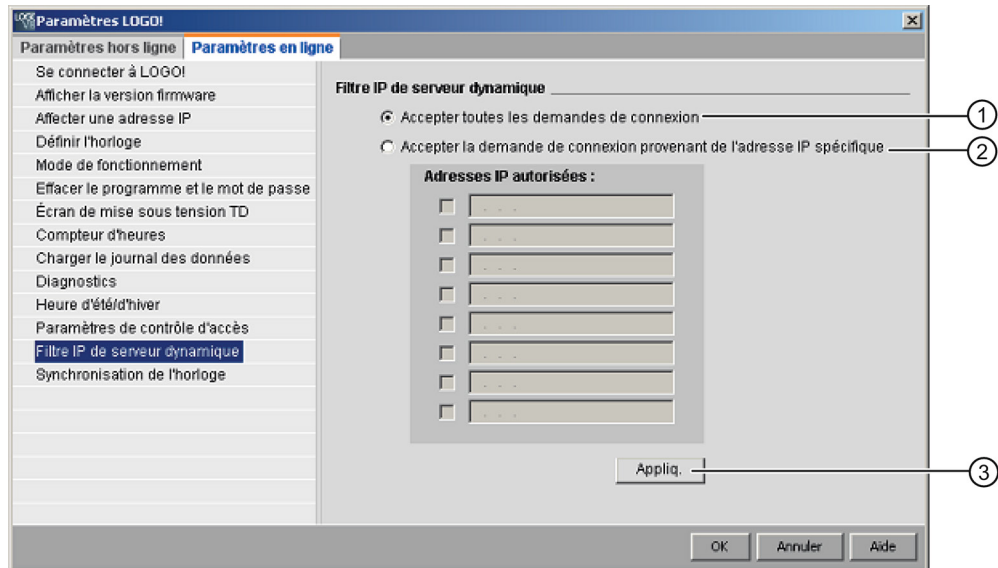 Paramètres LOGO!
Paramètres hors ligne
Paramètres en ligne
Se connecter à LOGO!
Afficher la version firmware
Affecter une adresse IP
Définir l'horloge
Mode de fonctionnement
Effacer le programme et le mot de passe
Écran de mise sous tension TD
Compteur d'heures
Charger le journal des données
Diagnostics
Heure d'été/d'hiver
Paramètres de contrôle d'accès
Filtre IP de serveur dynamique
Synchronisation de l'horloge
Filtre IP de serveur dynamique
Accepter toutes les demandes de connexion
1
Accepter la demande de connexion provenant de l'adresse IP spécifique
2
Adresses IP autorisées :
. . .
. . .
. . .
. . .
. . .
. . .
. . .
. . .
Appliq.
3
OK
Annuler
Aide